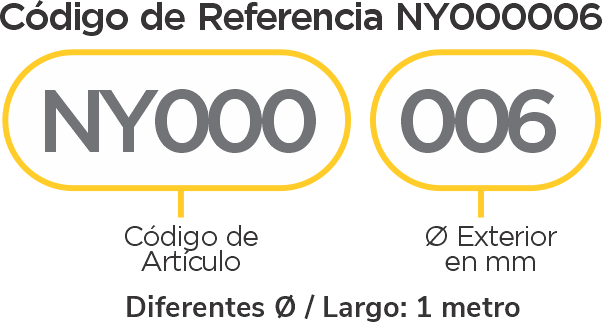 Código de Referencia NY000006
NY000 006
Código de Ø Exterior
Artículo en mm
Diferentes Ø / Largo: 1 metro